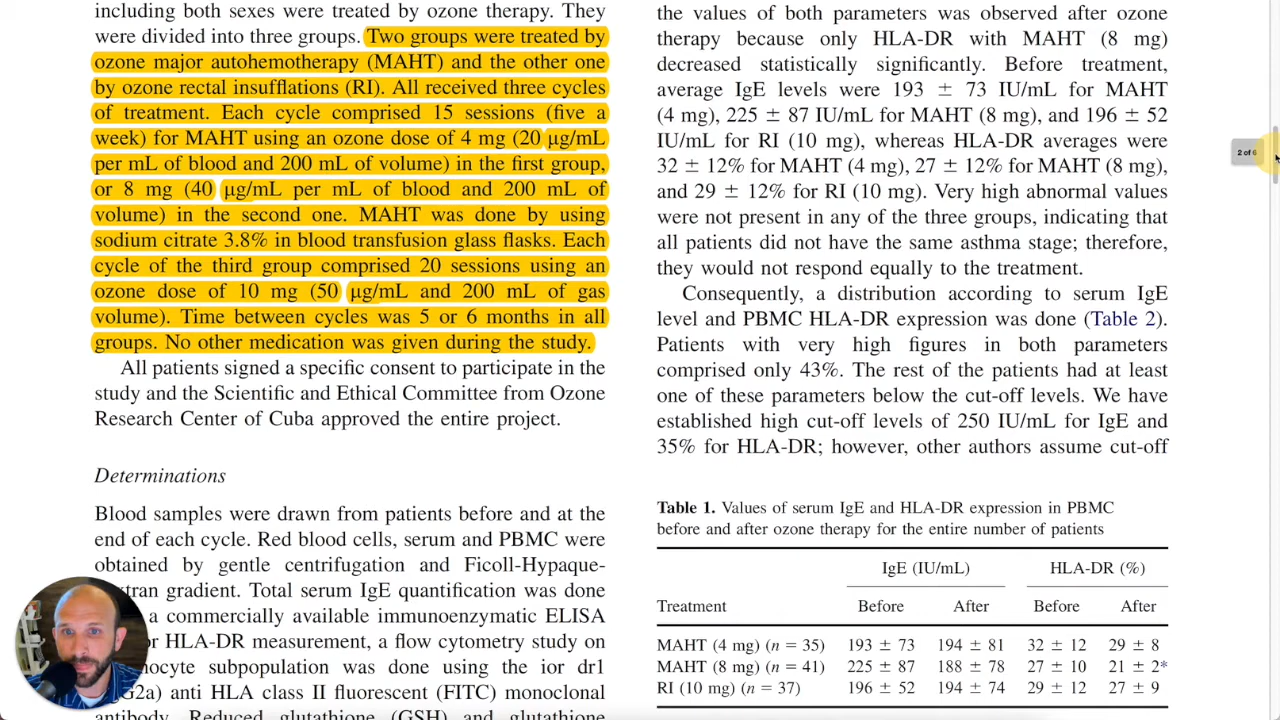 including both sexes were treated by ozone therapy. They
were divided into three groups. Two groups were treated by
ozone major autohemotherapy (MAHT) and the other one
by ozone rectal insufflations (RI). All received three cycles
of treatment. Each cycle comprised 15 sessions (five a
week) for MAHT using an ozone dose of 4 mg (20 μg/mL
per mL of blood and 200 mL of volume) in the first group,
or 8 mg (40 μg/mL per mL of blood and 200 mL of
volume) in the second one. MAHT was done by using
sodium citrate 3.8% in blood transfusion glass flasks. Each
cycle of the third group comprised 20 sessions using an
ozone dose of 10 mg (50 μg/mL and 200 mL of gas
volume). Time between cycles was 5 or 6 months in all
groups. No other medication was given during the study.
All patients signed a specific consent to participate in the
study and the Scientific and Ethical Committee from Ozone
Research Center of Cuba approved the entire project.
Determinations
Blood samples were drawn from patients before and at the
end of each cycle. Red blood cells, serum and PBMC were
obtained by gentle centrifugation and Ficoll-Hypaque-
gradient. Total serum IgE quantification was done
a commercially available immunoenzymatic ELISA
HLA-DR measurement, a flow cytometry study on
subpopulation was done using the ior dr1
anti HLA class II fluorescent (FITC) monoclonal
antibody. Reduced glutathione (GSH) and glutathione
the values of both parameters was observed after ozone
therapy because only HLA-DR with MAHT (8 mg)
decreased statistically significantly. Before treatment,
average IgE levels were 193 ± 73 IU/mL for MAHT
(4 mg), 225 ± 87 IU/mL for MAHT (8 mg), and 196 ± 52
IU/mL for RI (10 mg), whereas HLA-DR averages were
32 ± 12% for MAHT (4 mg), 27 ± 12% for MAHT (8 mg),
and 29 ± 12% for RI (10 mg). Very high abnormal values
were not present in any of the three groups, indicating that
all patients did not have the same asthma stage; therefore,
they would not respond equally to the treatment.
Consequently, a distribution according to serum IgE
level and PBMC HLA-DR expression was done (Table 2).
Patients with very high figures in both parameters
comprised only 43%. The rest of the patients had at least
one of these parameters below the cut-off levels. We have
established high cut-off levels of 250 IU/mL for IgE and
35% for HLA-DR; however, other authors assume cut-off
Table 1. Values of serum IgE and HLA-DR expression in PBMC
before and after ozone therapy for the entire number of patients
IgE (IU/mL) HLA-DR (%)
Treatment Before After Before After
MAHT (4 mg) (n = 35) 193 ± 73 194 ± 81 32 ± 12 29 ± 8
MAHT (8 mg) (n = 41) 225 ± 87 188 ± 78 27 ± 10 21 ± 2*
RI (10 mg) (n = 37) 196 ± 52 194 ± 74 29 ± 12 27 ± 9
2 of 6